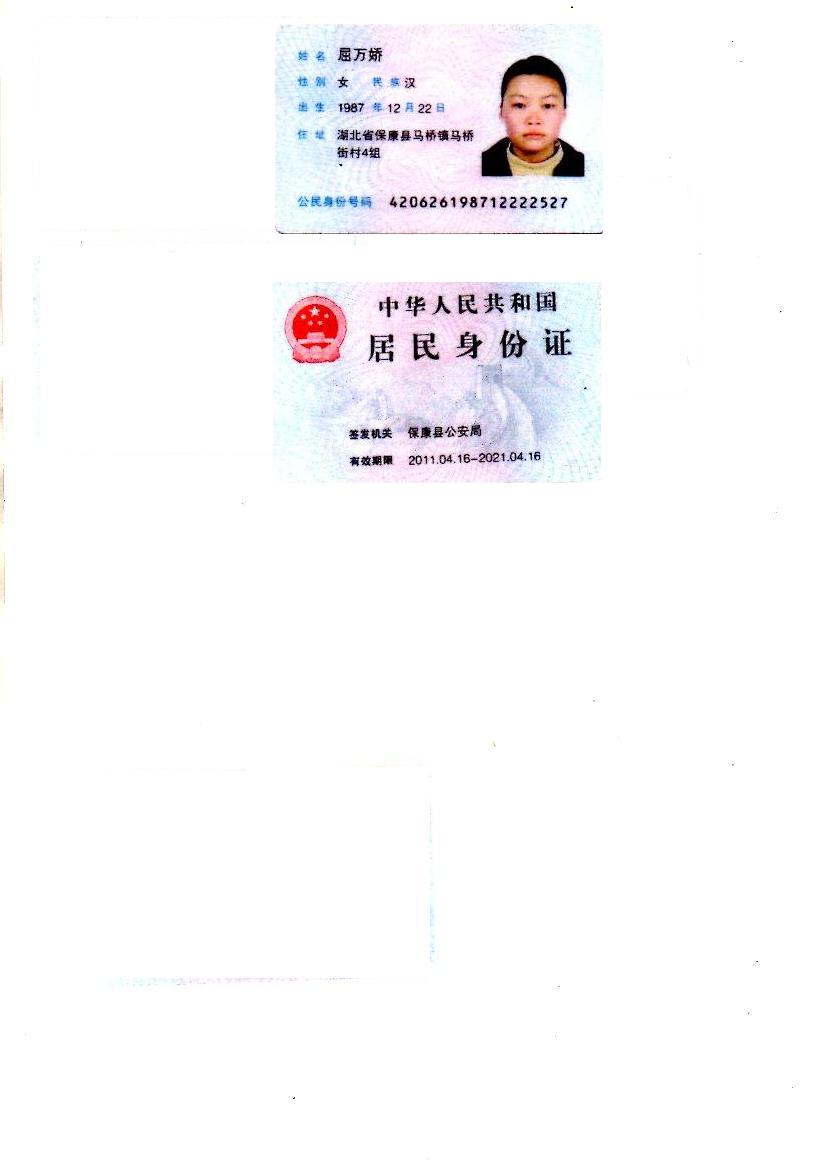 姓名 屈万娇
性别 女 民族 汉
出生 1987 年 12 月 22 日
住址 湖北省保康县马桥镇马桥
街村4组
公民身份号码 420626198712222527
中华人民共和国
居民身份证
签发机关 保康县公安局
有效期限 2011.04.16-2021.04.16